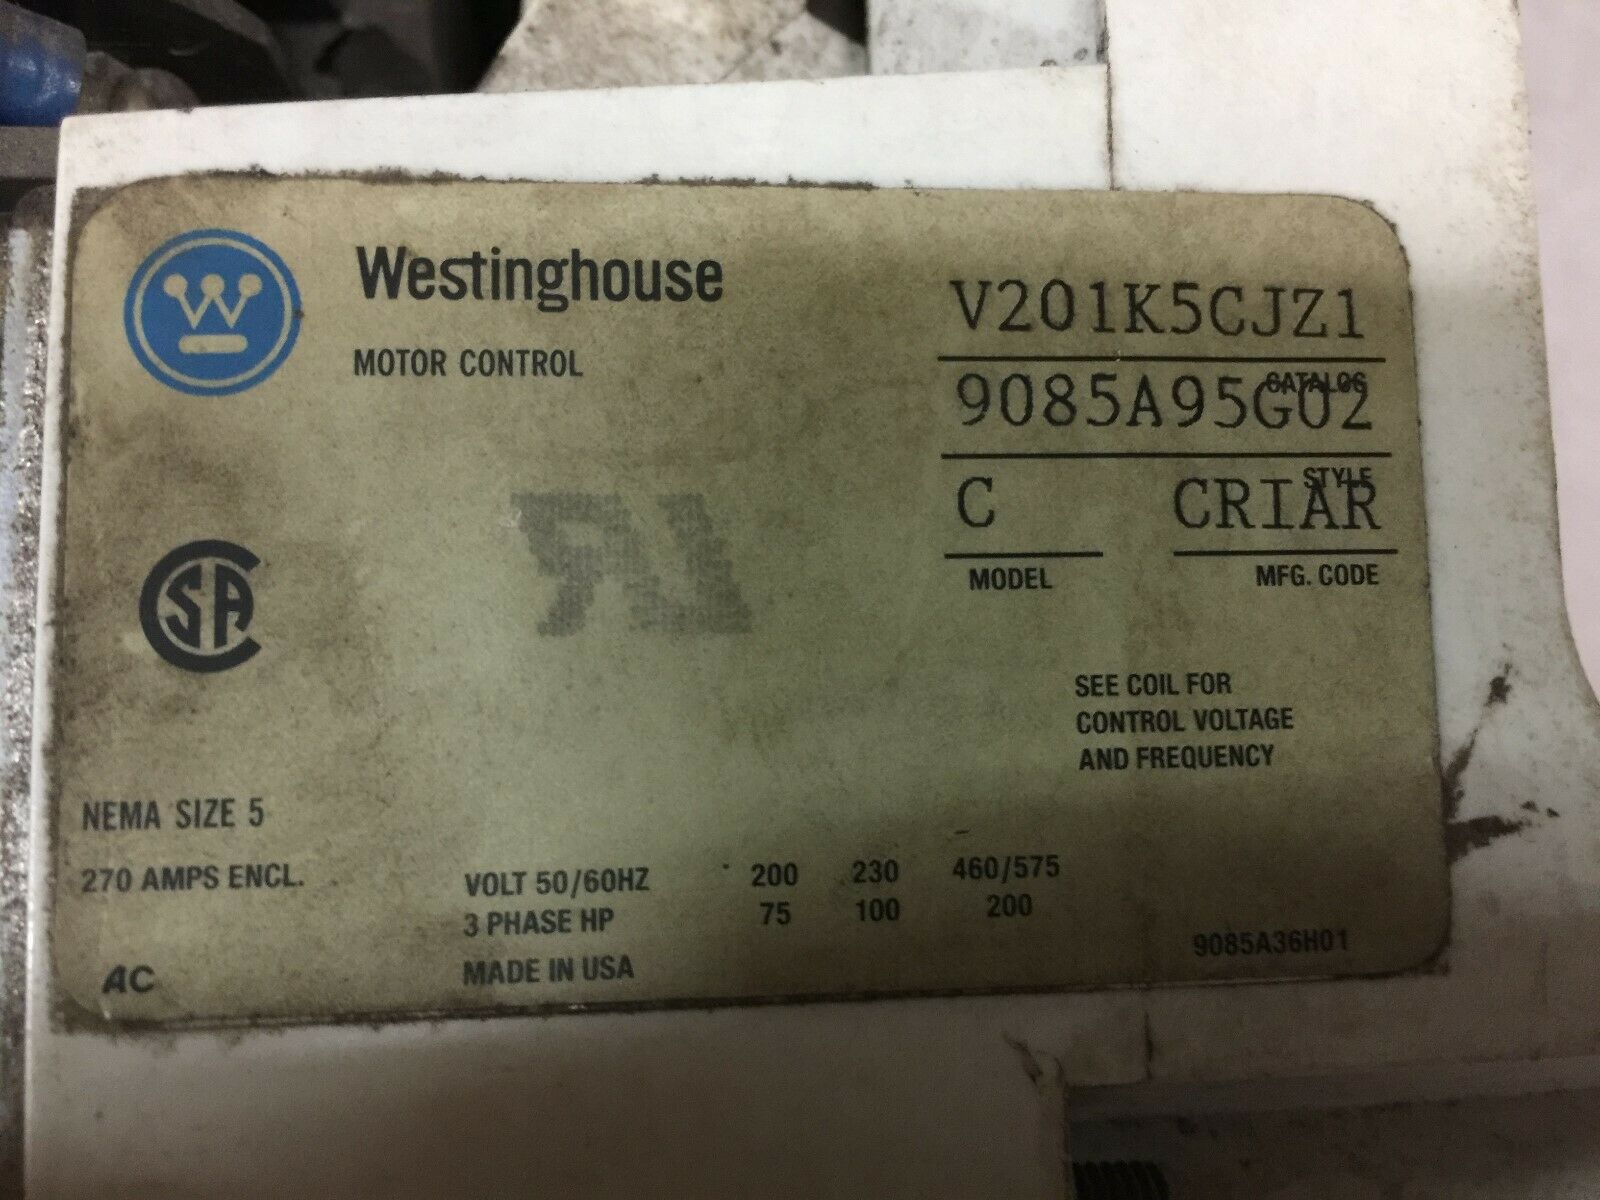 Westinghouse
MOTOR CONTROL
V201K5CJZ1
CATALOG
9085A95G02
STYLE
C CRIAR
MODEL MFG. CODE
SA
SEE COIL FOR
CONTROL VOLTAGE
AND FREQUENCY
NEMA SIZE 5
270 AMPS ENCL.
VOLT 50/60HZ 200 230 460/575
3 PHASE HP 75 100 200
MADE IN USA
9085A36H01
AC